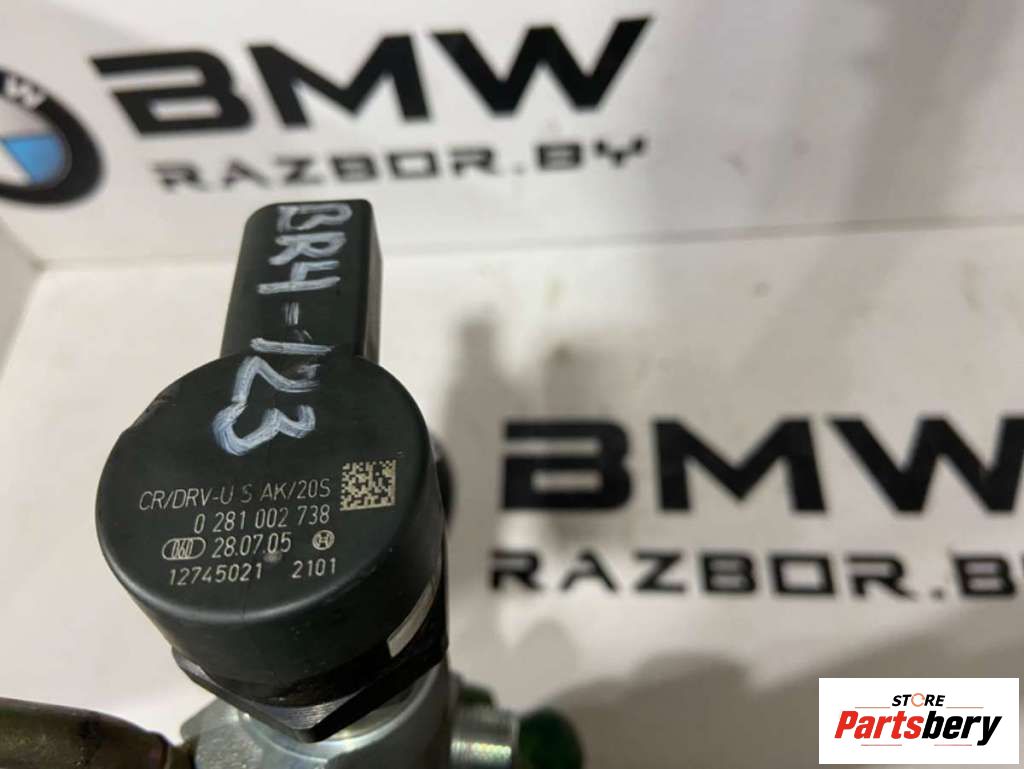 BMW
RAZBOR.BY
W
BR4-123
CR/DRV-U S AK/20S
0 281 002 738
060 28.07.05
12745021 2101
BMW
RAZBOR.B
STORE
Partsbery